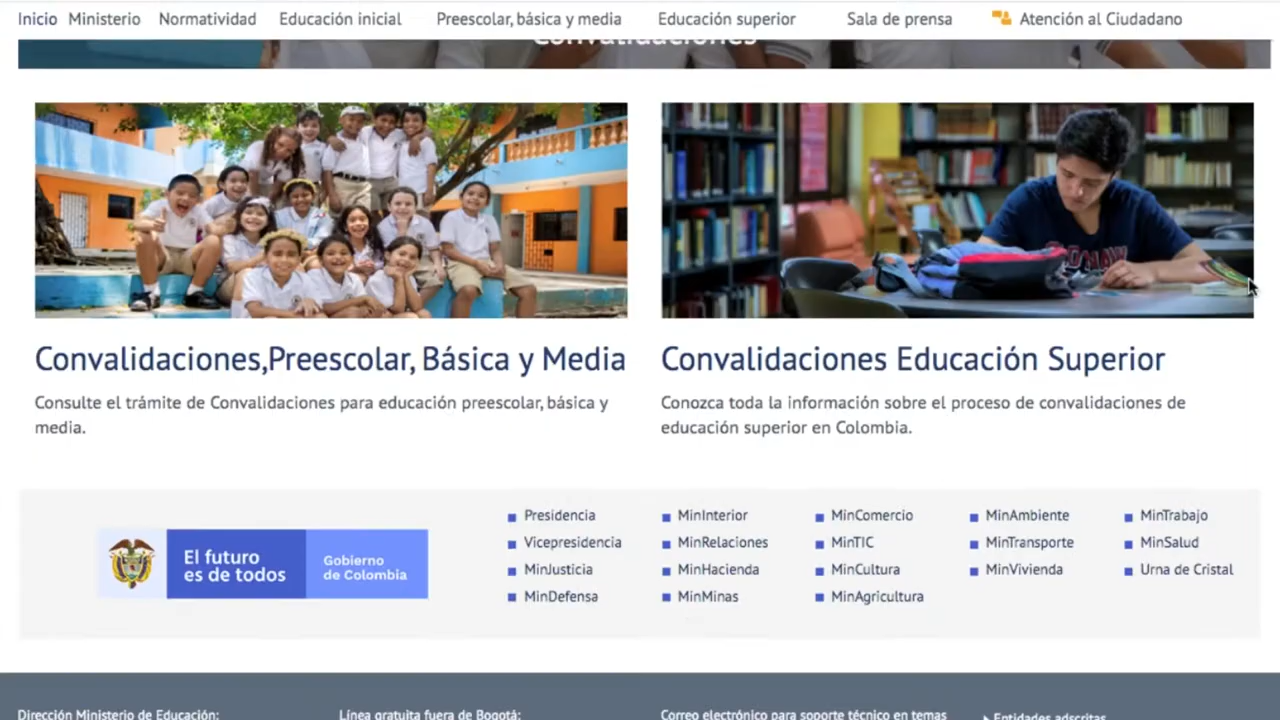 Inicio Ministerio Normatividad Educación inicial Preescolar, básica y media Educación superior Sala de prensa Atención al Ciudadano
Convalidaciones
Convalidaciones,Preescolar, Básica y Media
Consulte el trámite de Convalidaciones para educación preescolar, básica y
media.
Convalidaciones Educación Superior
Conozca toda la información sobre el proceso de convalidaciones de
educación superior en Colombia.
El futuro
es de todos
Gobierno
de Colombia
Presidencia
Vicepresidencia
MinJusticia
MinDefensa
MinInterior
MinRelaciones
MinHacienda
MinMinas
MinComercio
MinTIC
MinCultura
MinAgricultura
MinAmbiente
MinTransporte
MinVivienda
MinTrabajo
MinSalud
Urna de Cristal
Dirección Ministerio de Educación:
Línea gratuita fuera de Bogotá:
Correo electrónico para soporte técnico en temas
Entidades adscritas